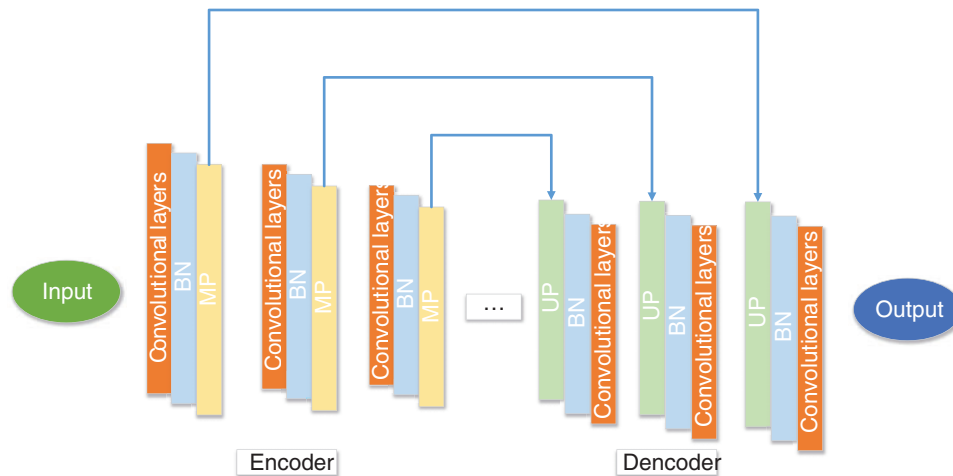 Input
Convolutional layers
BN
MP
Convolutional layers
BN
MP
Convolutional layers
BN
MP
...
UP
BN
Convolutional layers
UP
BN
Convolutional layers
UP
BN
Convolutional layers
Output
Encoder
Dencoder